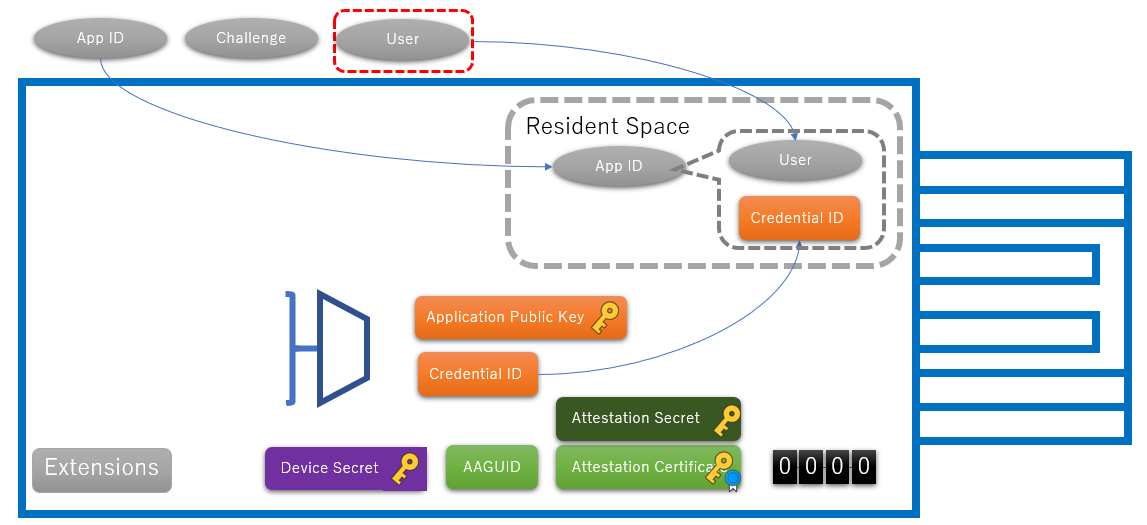 App ID
Challenge
User
Resident Space
App ID
User
Credential ID
Application Public Key
Credential ID
Attestation Secret
Extensions
Device Secret
AAGUID
Attestation Certifica
0 0 0 0